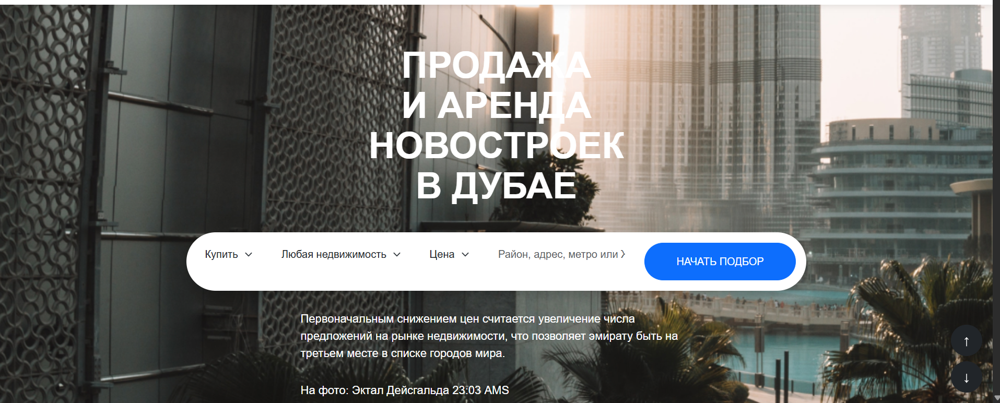 ПРОДАЖА
И АРЕНДА
НОВОСТРОЕК
В ДУБАЕ
Купить
Любая недвижимость
Цена
Район, адрес, метро или
НАЧАТЬ ПОДБОР
Первоначальным снижением цен считается увеличение числа
предложений на рынке недвижимости, что позволяет эмирату быть на
третьем месте в списке городов мира.
↑
↓
На фото: Эктал Дейсгальда 23:03 AMS